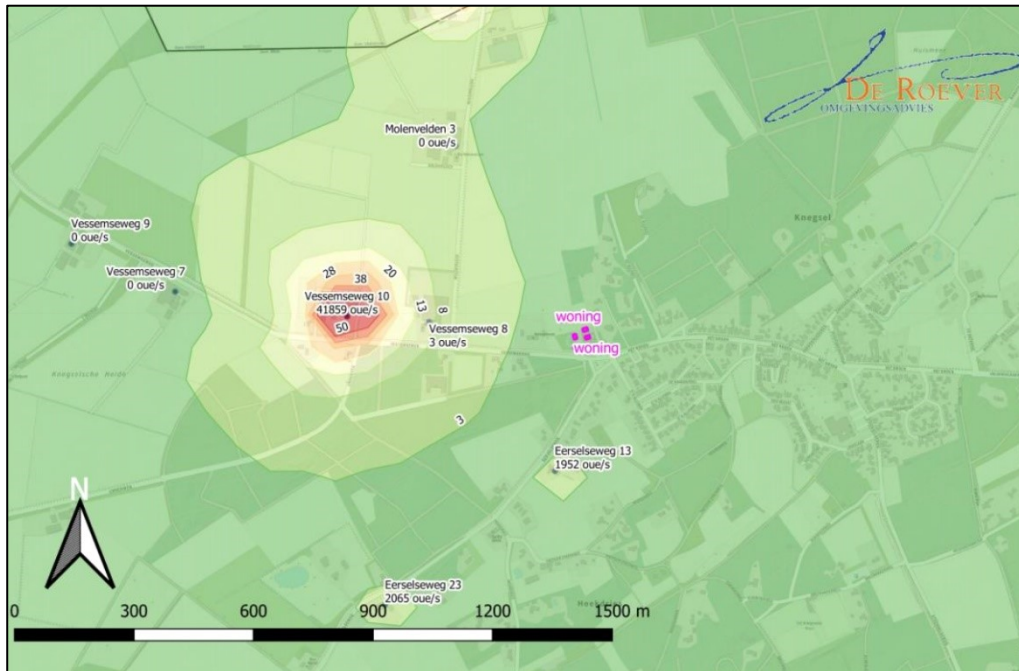 DE ROEVER
OMGEVINGSADVIES
Molenvelden 3
0 oue/s
Knegsel
Vessemseweg 9
0 oue/s
Vessemseweg 7
0 oue/s
28
38
20
Vessemseweg 10
41859 oue/s
50
13
8
Vessemseweg 8
3 oue/s
woning
woning
Knegselsche Heide
3
Eerselseweg 13
1952 oue/s
N
Eerselseweg 23
2065 oue/s
0 300 600 900 1200 1500 m